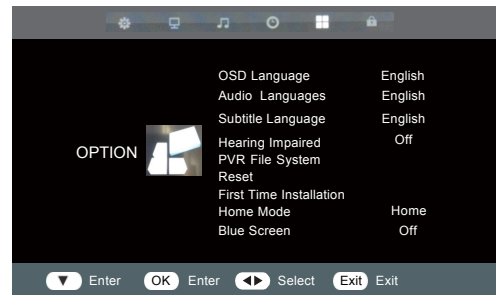 OSD Language English
Audio Languages English
Subtitle Language English
Hearing Impaired Off
OPTION
PVR File System
Reset
First Time Installation
Home Mode Home
Blue Screen Off
Enter OK Enter Select Exit Exit